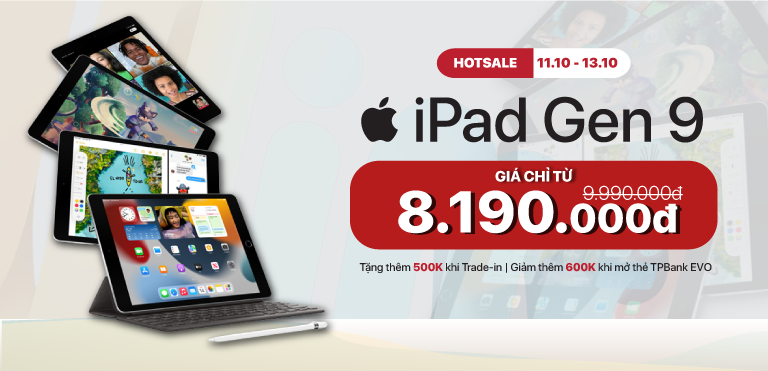 HOTSALE 11.10 - 13.10
iPad Gen 9
GIÁ CHỈ TỪ
9.990.000đ
8.190.000đ
Tặng thêm 500K khi Trade-in | Giảm thêm 600K khi mở thẻ TPBank EVO